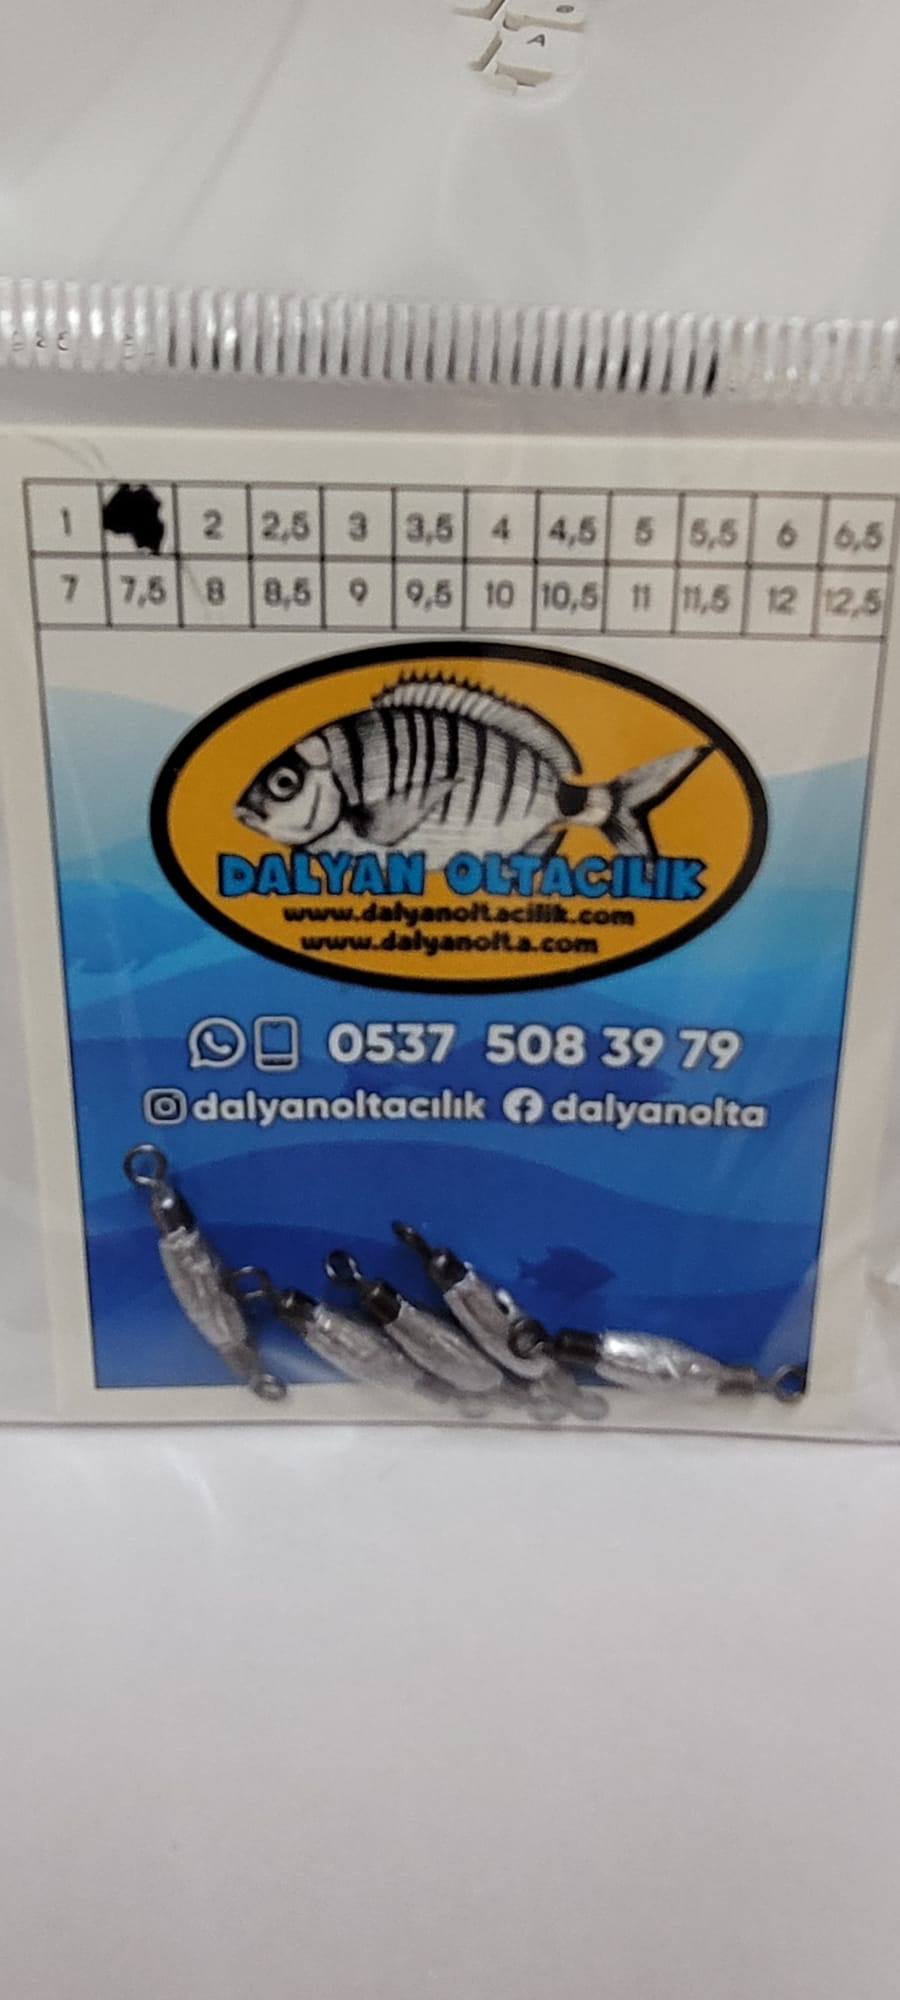 A
1 2 2,5 3 3,5 4 4,5 5 5,5 6 6,5
7 7,5 8 8,5 9 9,5 10 10,5 11 11,5 12 12,5
DALYAN OLTACILIK
www.dalyanoltacilik.com
www.dalyanolta.com
0537 508 39 79
dalyanoltacılık dalyanolta